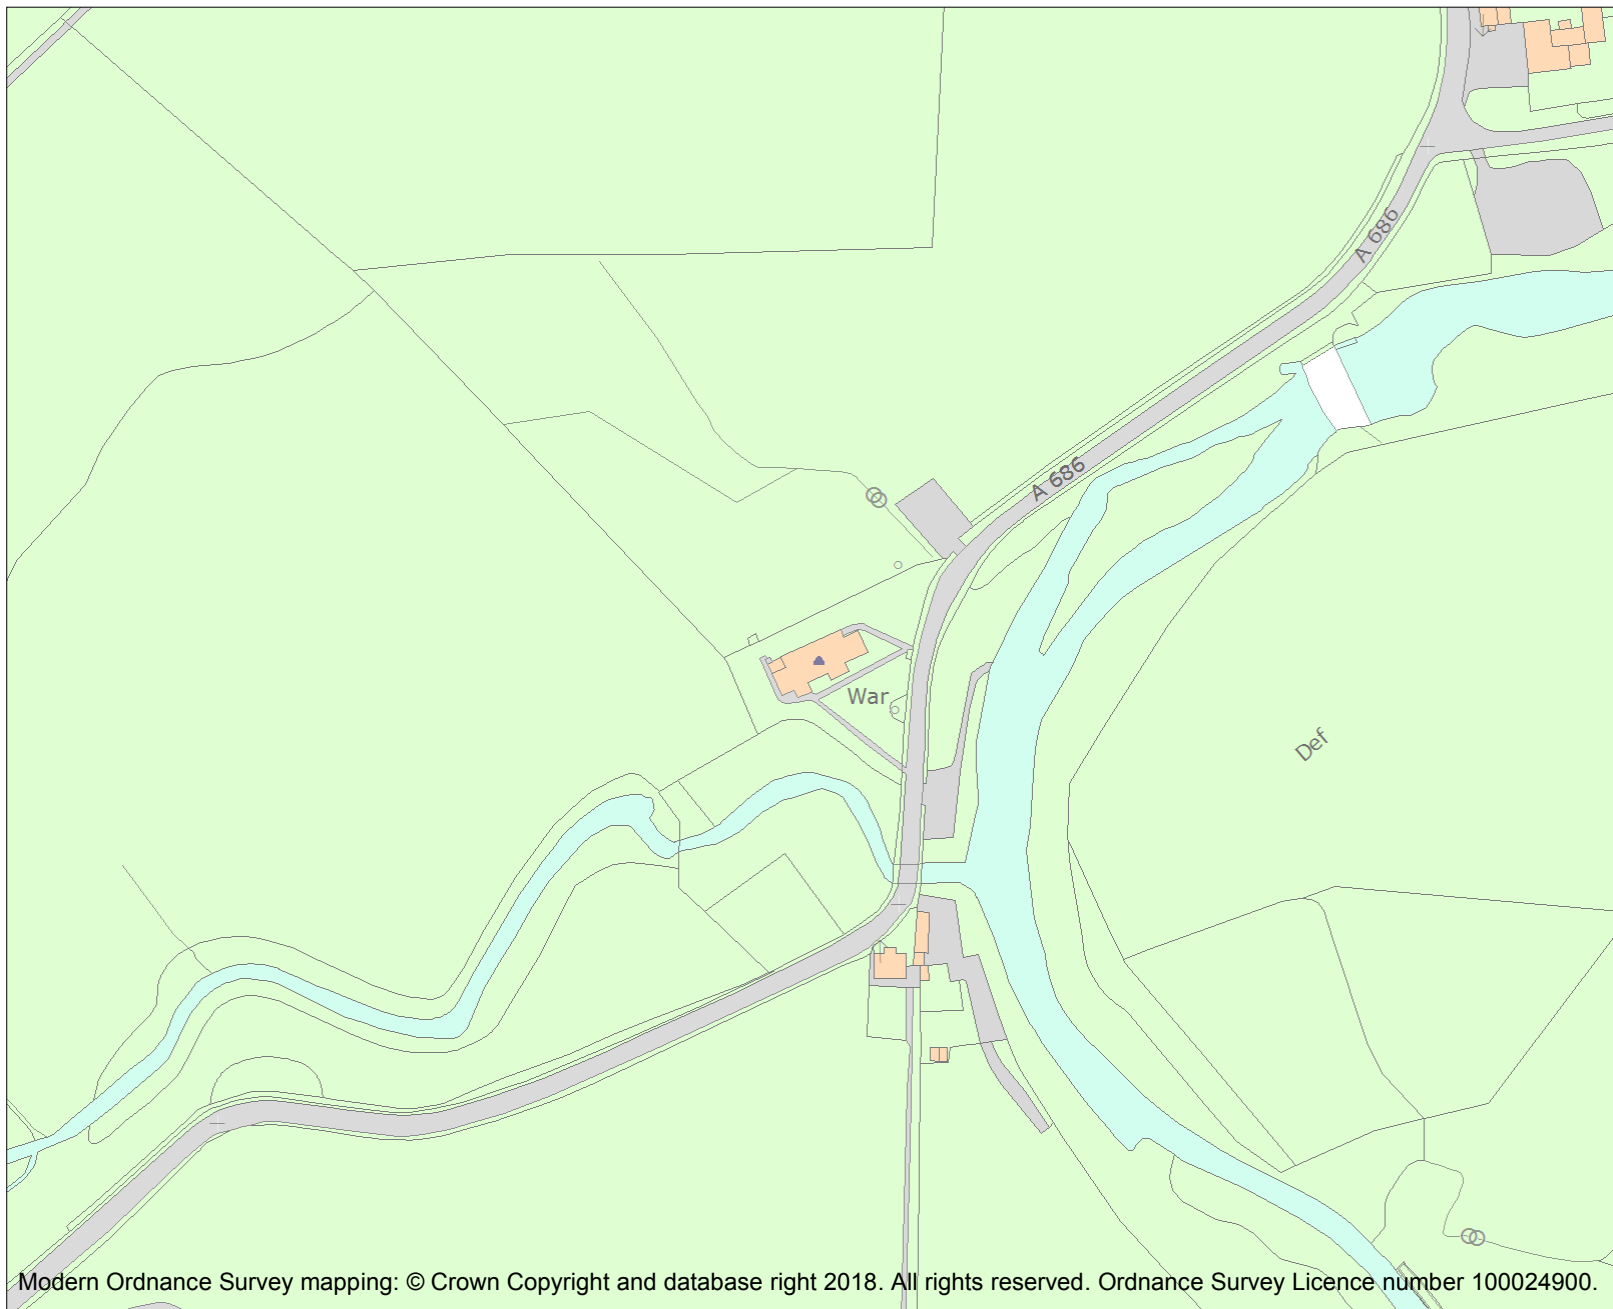 A 686
A 686
War
Def
Modern Ordnance Survey mapping: © Crown Copyright and database right 2018. All rights reserved. Ordnance Survey Licence number 100024900.